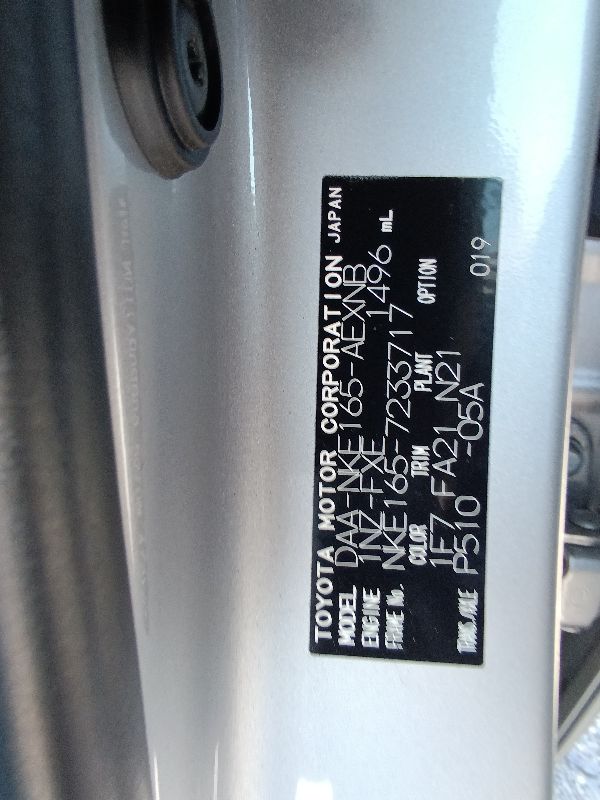 TOYOTA MOTOR CORPORATION JAPAN
MODEL DAA-NKE165-AEXNB
ENGINE 1NZ-FXE 1496 mL
FRAME No. NKE165-7233717
COLOR TRIM PLANT OPTION
1F7 FA21 N21
TRANS./AXLE P510 -05A 019